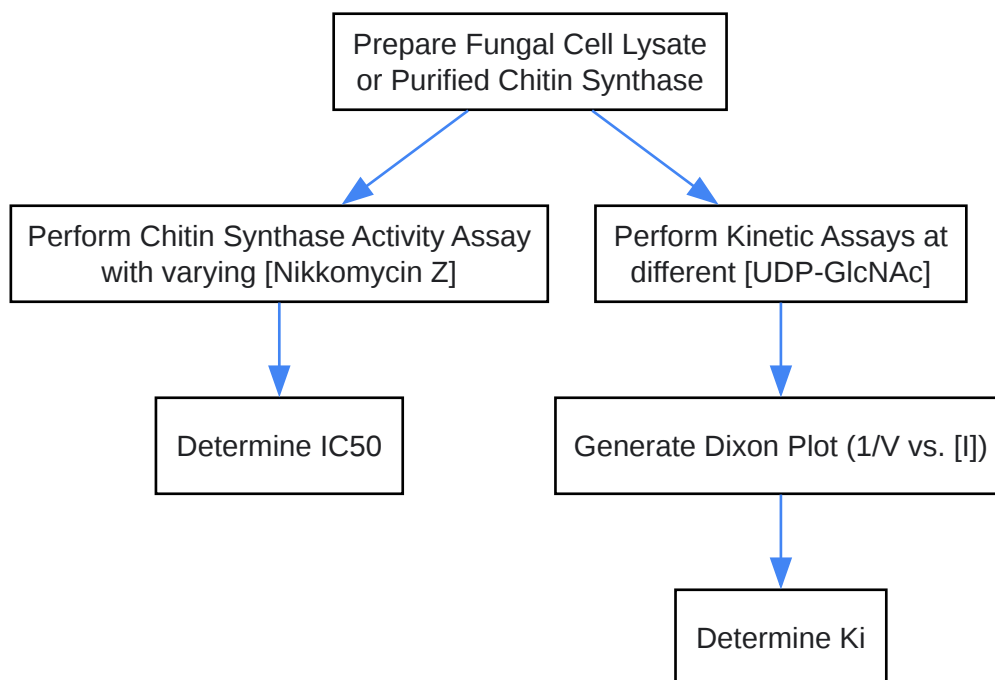 Prepare Fungal Cell Lysate
or Purified Chitin Synthase
Perform Chitin Synthase Activity Assay
with varying [Nikkomycin Z]
Perform Kinetic Assays at
different [UDP-GlcNAc]
Determine IC50
Generate Dixon Plot (1/V vs. [I])
Determine Ki